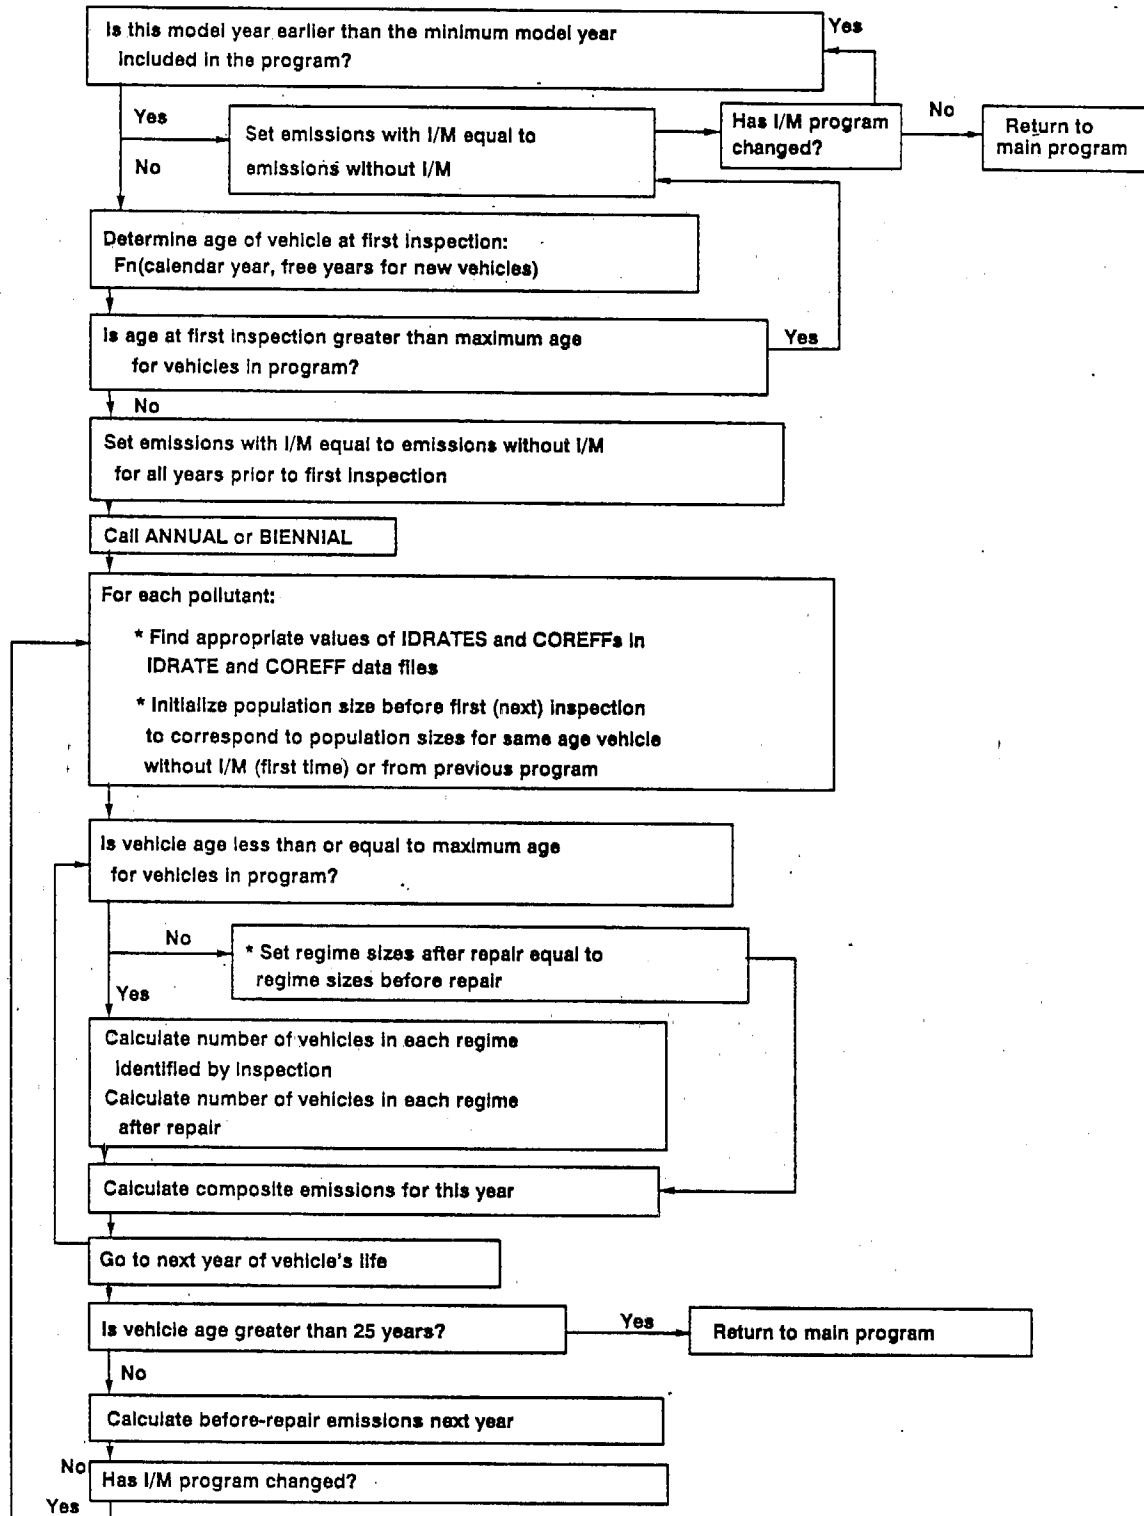 Is this model year earlier than the minimum model year
included in the program?
Yes
Yes
No
Set emissions with I/M equal to
emissions without I/M
Has I/M program
changed?
No
Return to
main program
Determine age of vehicle at first inspection:
Fn(calendar year, free years for new vehicles)
Is age at first inspection greater than maximum age
for vehicles in program?
Yes
No
Set emissions with I/M equal to emissions without I/M
for all years prior to first inspection
Call ANNUAL or BIENNIAL
For each pollutant:
* Find appropriate values of IDRATES and COREFFs in
IDRATE and COREFF data files
* Initialize population size before first (next) inspection
to correspond to population sizes for same age vehicle
without I/M (first time) or from previous program
Is vehicle age less than or equal to maximum age
for vehicles in program?
No
* Set regime sizes after repair equal to
regime sizes before repair
Yes
Calculate number of vehicles in each regime
identified by inspection
Calculate number of vehicles in each regime
after repair
Calculate composite emissions for this year
Go to next year of vehicle's life
Is vehicle age greater than 25 years?
Yes
Return to main program
No
Calculate before-repair emissions next year
No
Has I/M program changed?
Yes